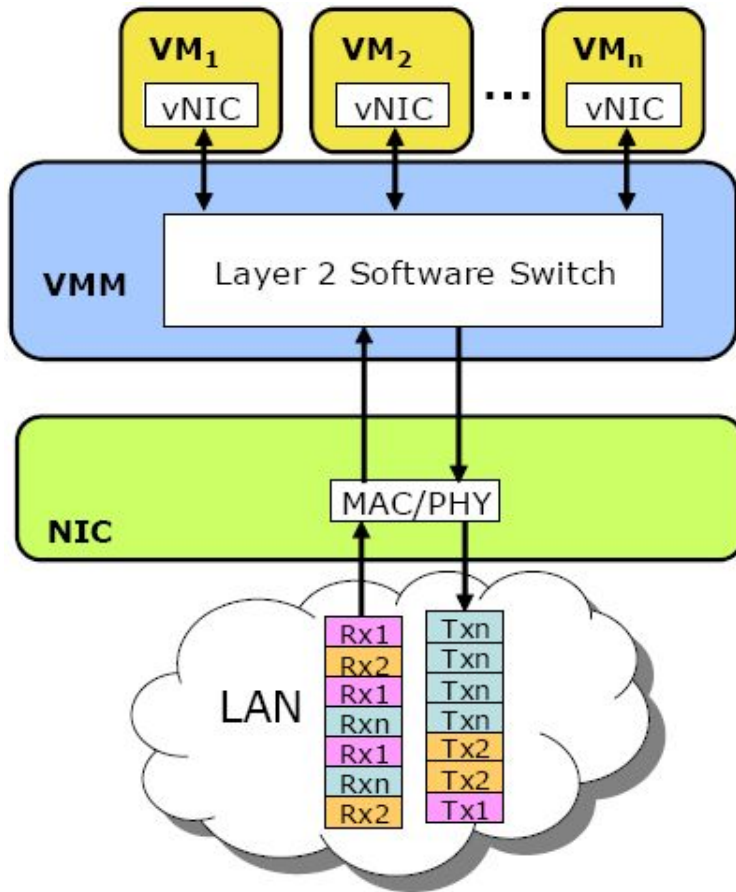 VM1 VM2 VMn
vNIC vNIC ... vNIC
VMM
Layer 2 Software Switch
MAC/PHY
NIC
LAN
Rx1
Rx2
Rx1
Rxn
Rx1
Rxn
Rx2
Txn
Txn
Txn
Txn
Tx2
Tx2
Tx1